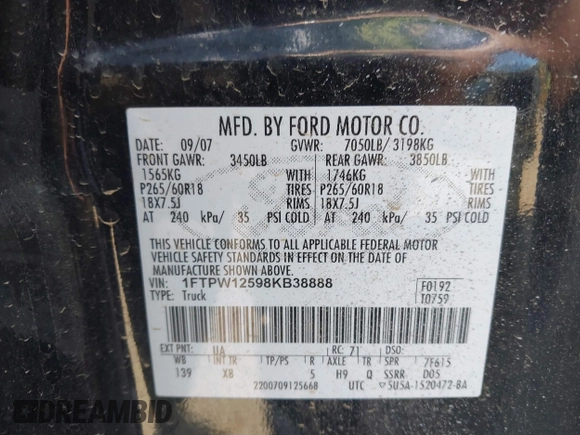 MFD. BY FORD MOTOR CO.
DATE: 09/07 GVWR: 7050LB/ 3198KG
FRONT GAWR: 3450LB REAR GAWR: 3850LB
1565KG WITH 1746KG WITH
P265/60R18 TIRES P265/60R18 TIRES
18X7.5J RIMS 18X7.5J RIMS
AT 240 kPa/ 35 PSI COLD AT 240 kPa/ 35 PSI COLD
THIS VEHICLE CONFORMS TO ALL APPLICABLE FEDERAL MOTOR
VEHICLE SAFETY STANDARDS IN EFFECT ON THE DATE OF
MANUFACTURE SHOWN ABOVE.
VIN: 1FTPW12598KB38888 F0192
TYPE: Truck T0759
EXT PNT: UA RC: 71 DSO:
WB INT TR TP/PS R AXLE TR SPR 7F615
139 XB 5 H9 Q SSRR D05
2200709125668 UTC 5U5A-1520472-BA
DREAMBID